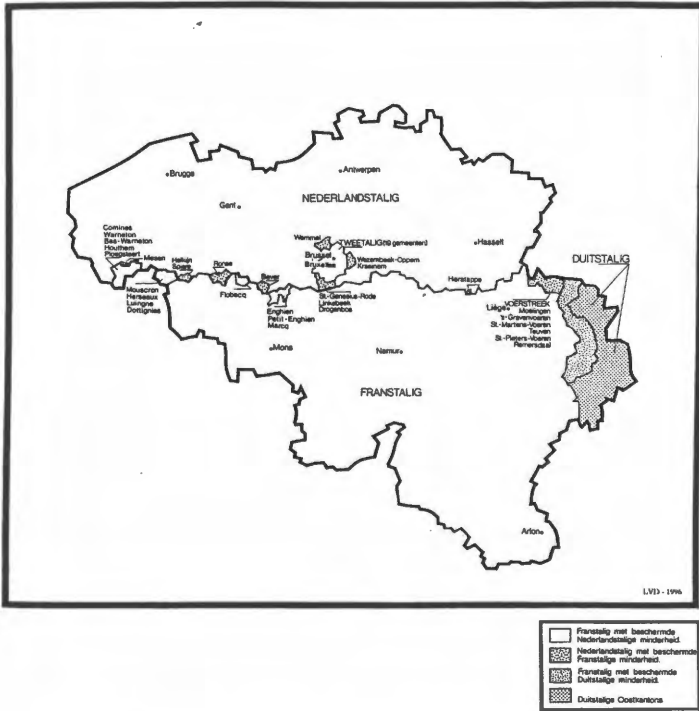 Brugge
Antwerpen
Gent
NEDERLANDSTALIG
Comines
Warneton
Bas-Warneton
Houthem
Ploegsteert
Mesen
Helkijn
Spiere
Ronse
Wemmel
TWEETALIG (19 gemeenten)
Brussel
Bruxelles
Wezembeek-Oppem
Kraainem
Hasselt
DUITSTALIG
Mouscron
Herseaux
Luingne
Dottignies
Flobecq
Bever
Enghien
Petit-Enghien
Marcq
St-Genesius-Rode
Linkebeek
Drogenbos
Herstappe
Liège
VOERSTREEK
Moelingen
's-Gravenvoeren
St-Martens-Voeren
Teuven
St-Pieters-Voeren
Remersdaal
Mons
Namur
FRANSTALIG
Arlon
LVD - 1996
Franstalig met beschermde
Nederlandstalige minderheid.
Nederlandstalig met beschermde
Franstalige minderheid.
Franstalig met beschermde
Duitstalige minderheid.
Duitstalige Oostkantons